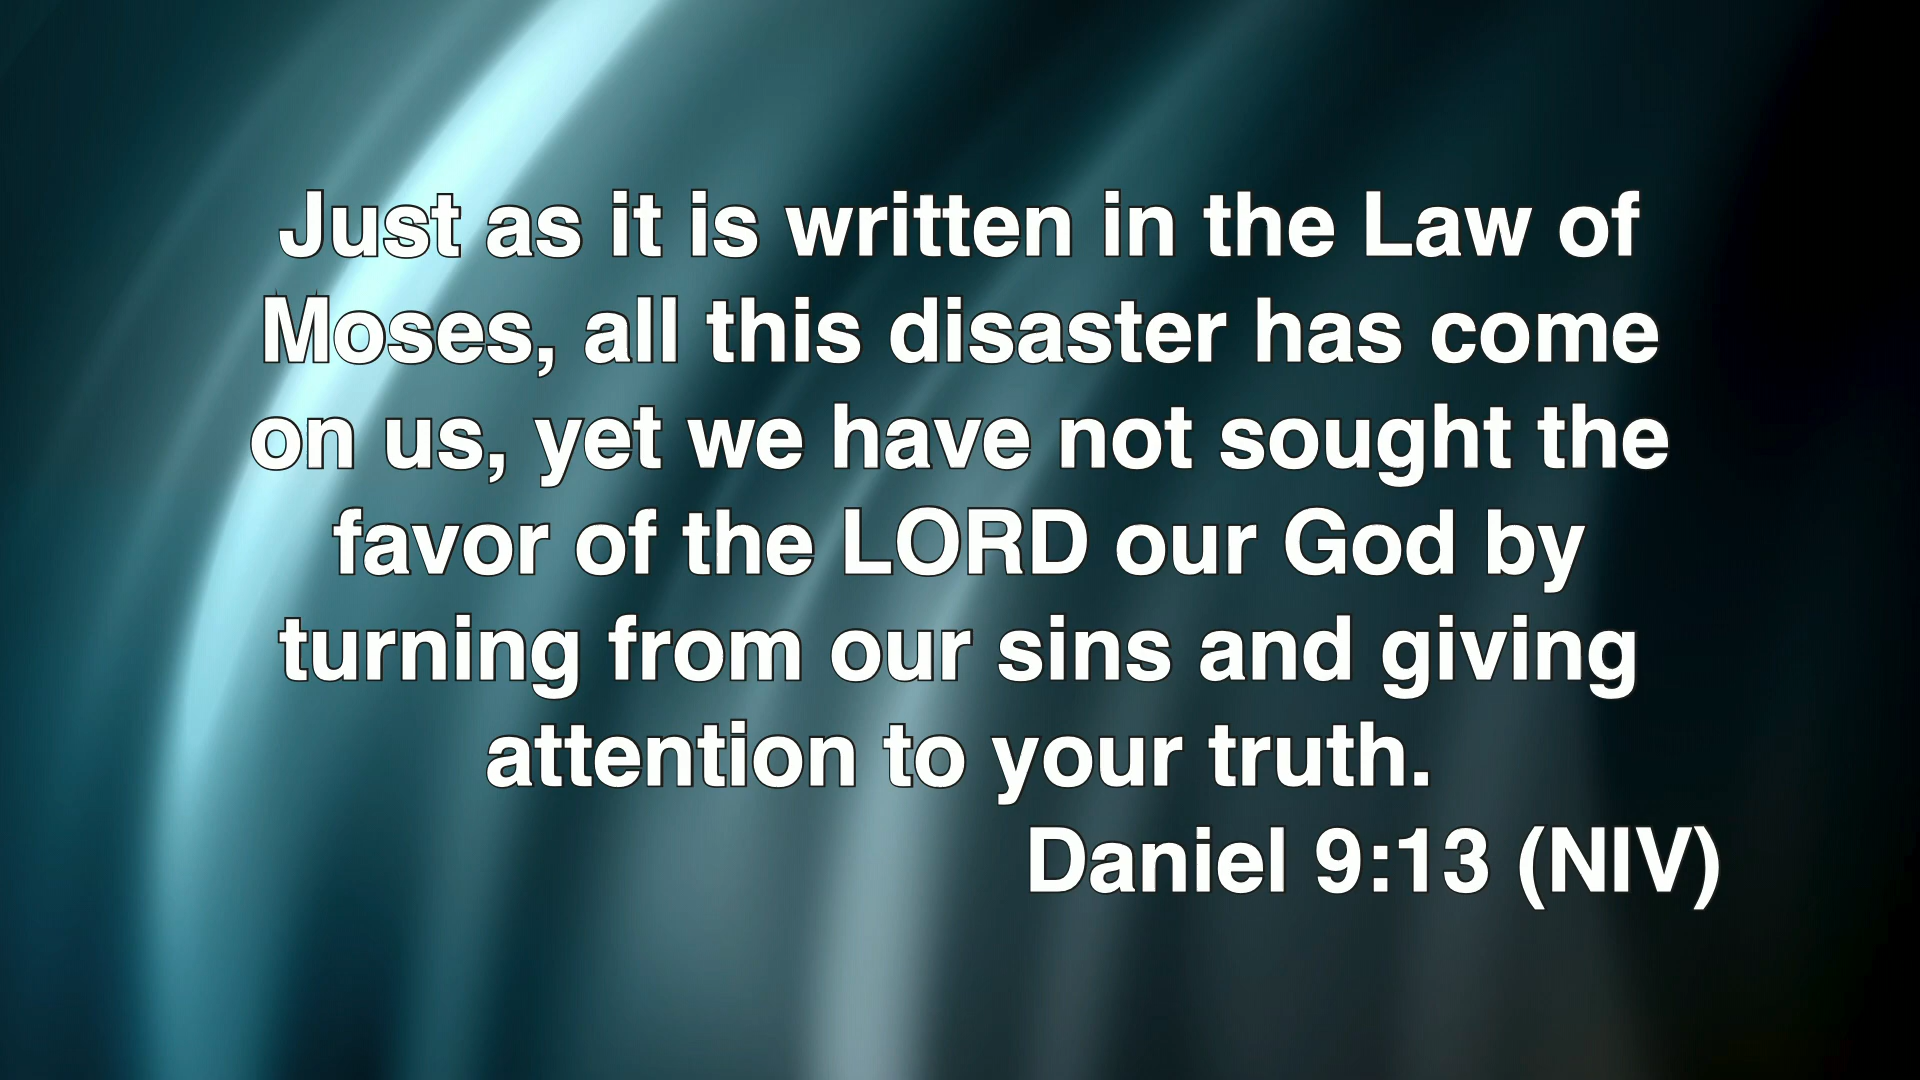 Just as it is written in the Law of
Moses, all this disaster has come
on us, yet we have not sought the
favor of the LORD our God by
turning from our sins and giving
attention to your truth.
Daniel 9:13 (NIV)